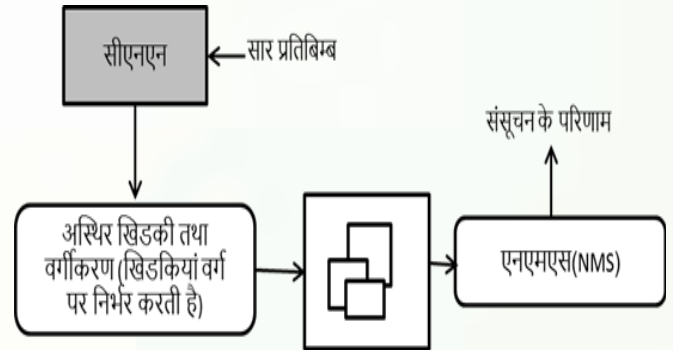 सीएनएन
सार प्रतिबिम्ब
संसूचन के परिणाम
अस्थिर खिडकी तथा
वर्गीकरण (खिडकियां वर्ग
पर निर्भर करती है)
एनएमएस(NMS)